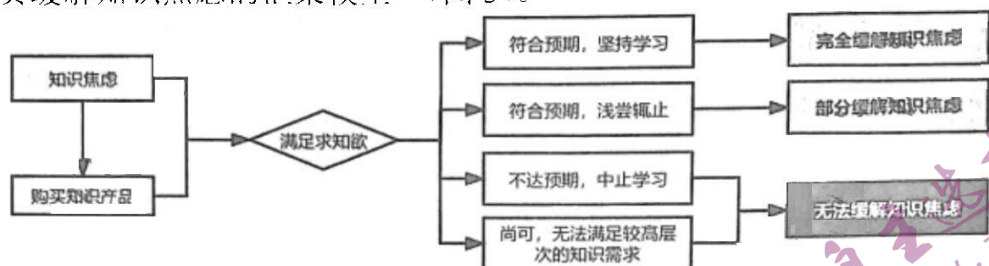 知识焦虑
购买知识产品
满足求知欲
符合预期，坚持学习
符合预期，浅尝辄止
不达预期，中止学习
尚可，无法满足较高层
次的知识需求
完全缓解知识焦虑
部分缓解知识焦虑
无法缓解知识焦虑